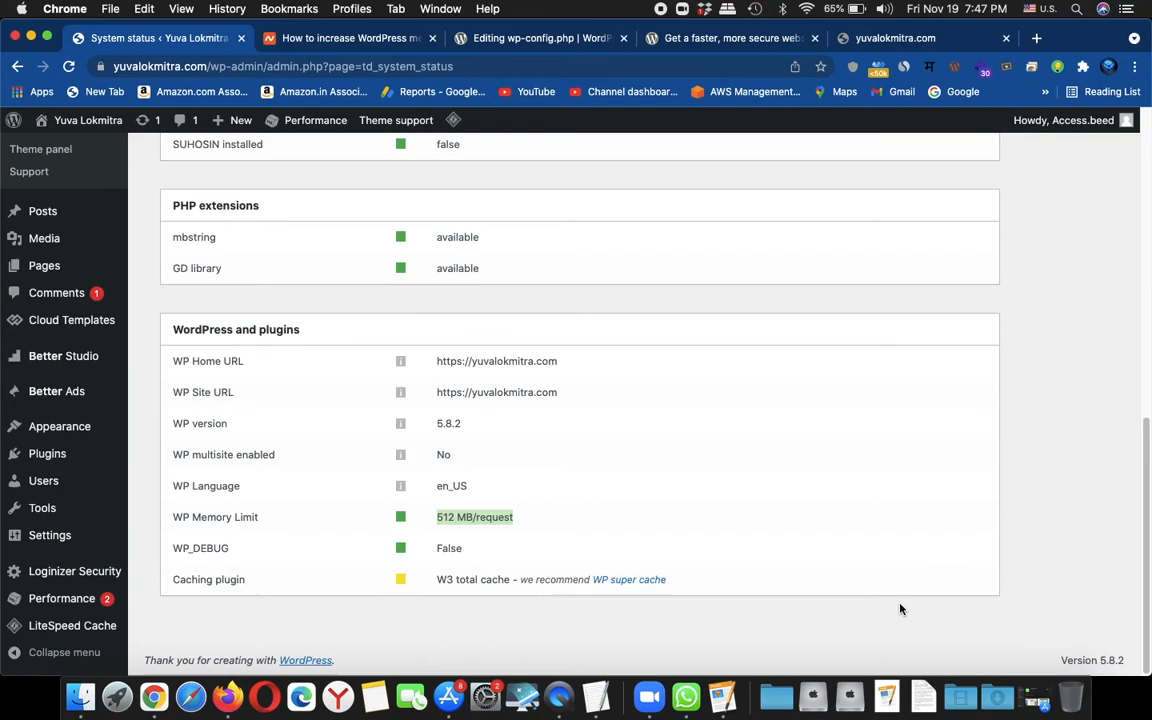 Chrome File Edit View History Bookmarks Profiles Tab Window Help 65% U.S. Fri Nov 19 7:47 PM
System status ‹ Yuva Lokmitra How to increase WordPress m Editing wp-config.php | WordP Get a faster, more secure web yuvalokmitra.com
yuvalokmitra.com/wp-admin/admin.php?page=td_system_status <50k 30
Apps New Tab Amazon.com Asso... Amazon.in Associ... Reports - Google... YouTube Channel dashboar... AWS Management... Maps Gmail Google » Reading List
Yuva Lokmitra 1 1 + New Performance Theme support Howdy, Access.beed
Theme panel
Support
Posts
Media
Pages
Comments 1
Cloud Templates
Better Studio
Better Ads
Appearance
Plugins
Users
Tools
Settings
Loginizer Security
Performance 2
LiteSpeed Cache
Collapse menu
SUHOSIN installed false
PHP extensions
mbstring available
GD library available
WordPress and plugins
WP Home URL https://yuvalokmitra.com
WP Site URL https://yuvalokmitra.com
WP version 5.8.2
WP multisite enabled No
WP Language en_US
WP Memory Limit 512 MB/request
WP_DEBUG False
Caching plugin W3 total cache - we recommend WP super cache
Thank you for creating with WordPress. Version 5.8.2
8 2